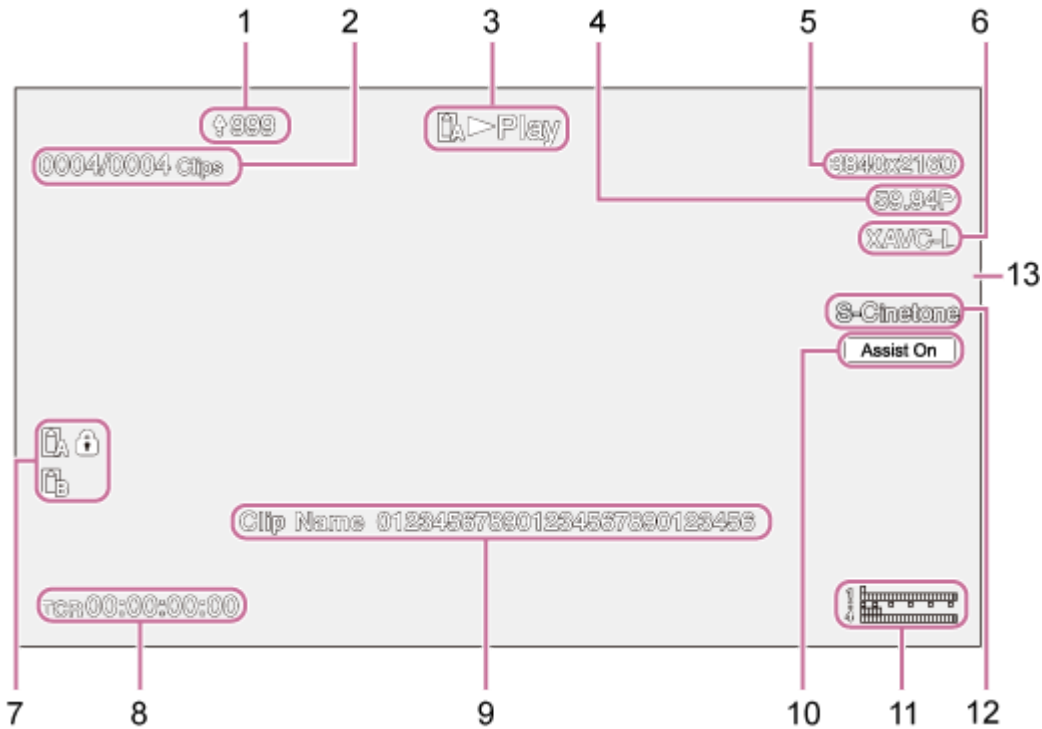 1 2 3 4 5 6
999
A Play
0004/0004 Clips
3840x2160
59.94P
XAVC-L
13
S-Cinetone
Assist On
A
B
Clip Name 012345678901234567890123456
TCR00:00:00:00
7 8 9 10 11 12